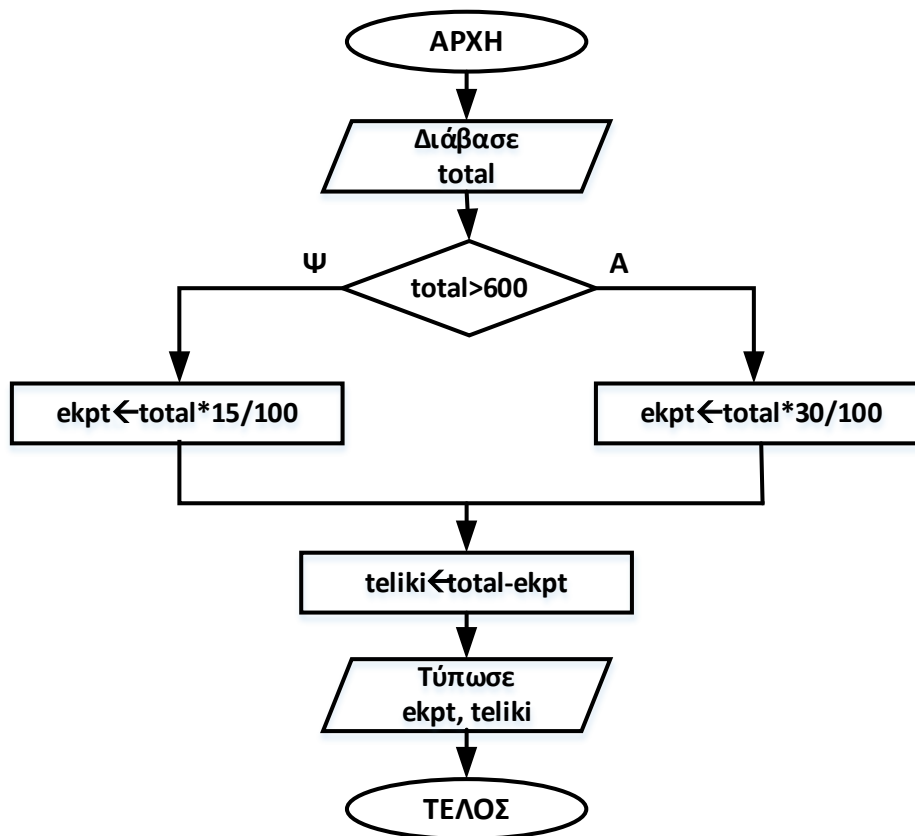 ΑΡΧΗ
Διάβασε
total
Ψ
Α
total>600
ekpt←total*15/100
ekpt←total*30/100
teliki←total-ekpt
Τύπωσε
ekpt, teliki
ΤΕΛΟΣ